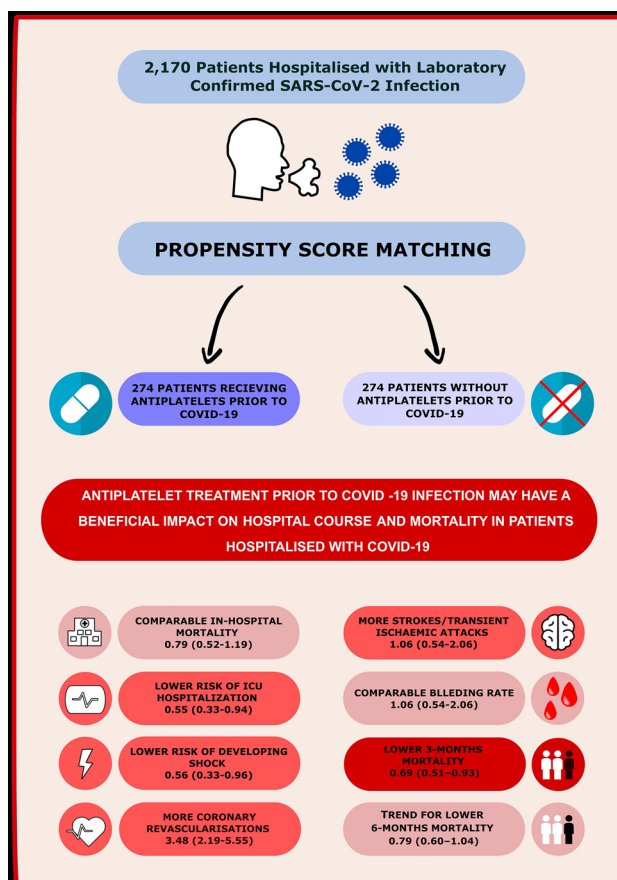 2,170 Patients Hospitalised with Laboratory
Confirmed SARS-CoV-2 Infection
PROPENSITY SCORE MATCHING
274 PATIENTS RECIEVING
ANTIPLATELETS PRIOR TO
COVID-19
274 PATIENTS WITHOUT
ANTIPLATELETS PRIOR TO
COVID-19
ANTIPLATELET TREATMENT PRIOR TO COVID -19 INFECTION MAY HAVE A
BENEFICIAL IMPACT ON HOSPITAL COURSE AND MORTALITY IN PATIENTS
HOSPITALISED WITH COVID-19
COMPARABLE IN-HOSPITAL
MORTALITY
0.79 (0.52-1.19)
LOWER RISK OF ICU
HOSPITALIZATION
0.55 (0.33-0.94)
LOWER RISK OF DEVELOPING
SHOCK
0.56 (0.33-0.96)
MORE CORONARY
REVASCULARISATIONS
3.48 (2.19-5.55)
MORE STROKES/TRANSIENT
ISCHAEMIC ATTACKS
1.06 (0.54–2.06)
COMPARABLE BLLEDING RATE
1.06 (0.54-2.06)
LOWER 3-MONTHS
MORTALITY
0.69 (0.51–0.93)
TREND FOR LOWER
6-MONTHS MORTALITY
0.79 (0.60–1.04)